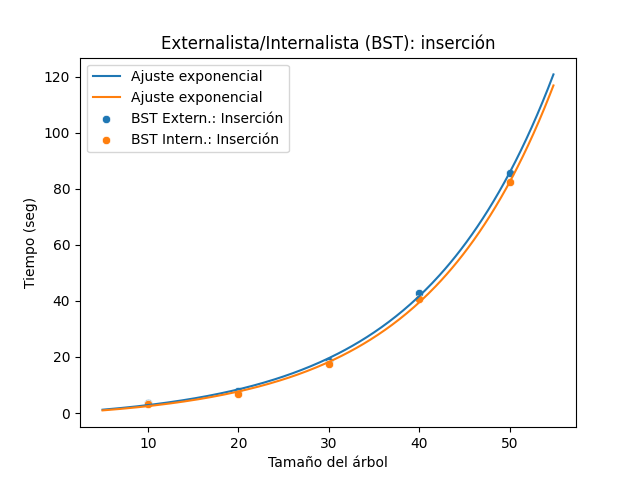 Externalista/Internalista (BST): inserción
Ajuste exponencial
Ajuste exponencial
BST Extern.: Inserción
BST Intern.: Inserción
Tiempo (seg)
120
100
80
60
40
20
0
10
20
30
40
50
Tamaño del árbol